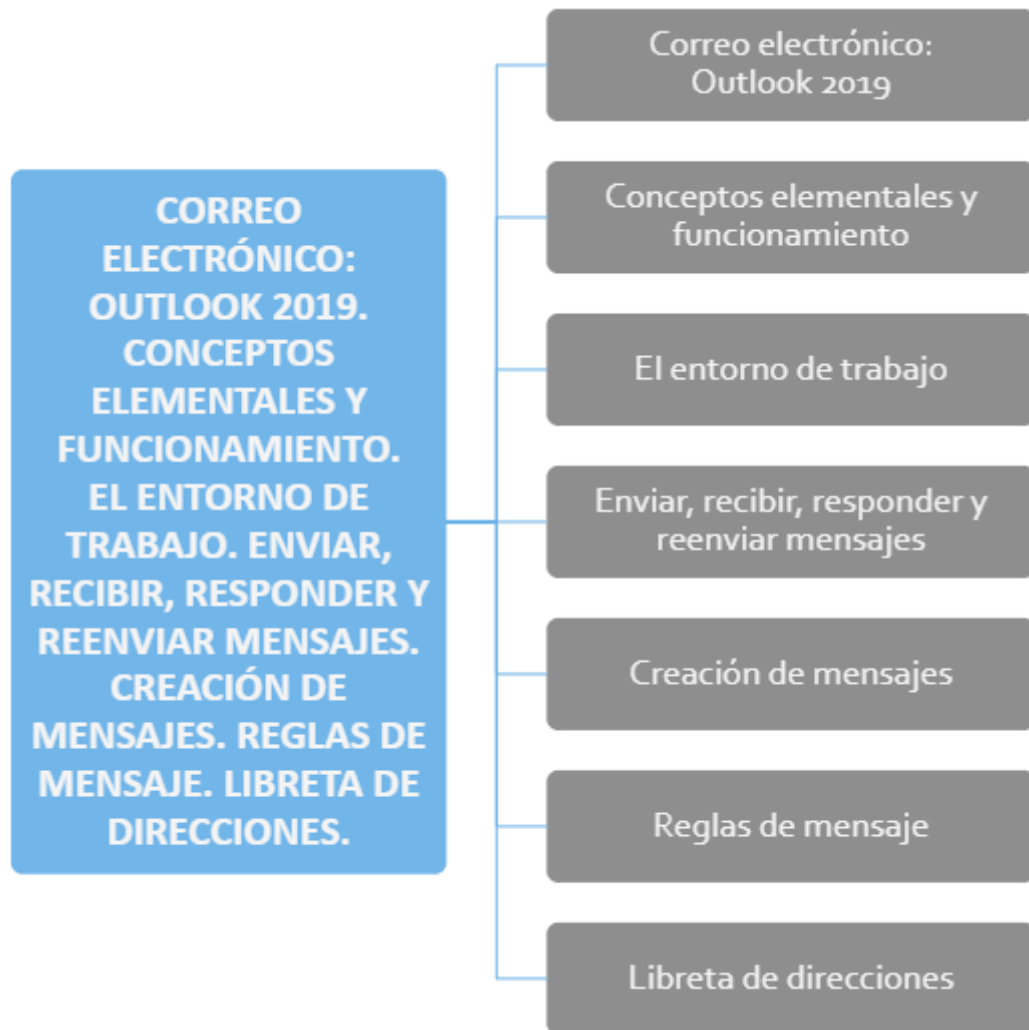 CORREO
ELECTRÓNICO:
OUTLOOK 2019.
CONCEPTOS
ELEMENTALES Y
FUNCIONAMIENTO.
EL ENTORNO DE
TRABAJO. ENVIAR,
RECIBIR, RESPONDER Y
REENVIAR MENSAJES.
CREACIÓN DE
MENSAJES. REGLAS DE
MENSAJE. LIBRETA DE
DIRECCIONES.
Correo electrónico:
Outlook 2019
Conceptos elementales y
funcionamiento
El entorno de trabajo
Enviar, recibir, responder y
reenviar mensajes
Creación de mensajes
Reglas de mensaje
Libreta de direcciones